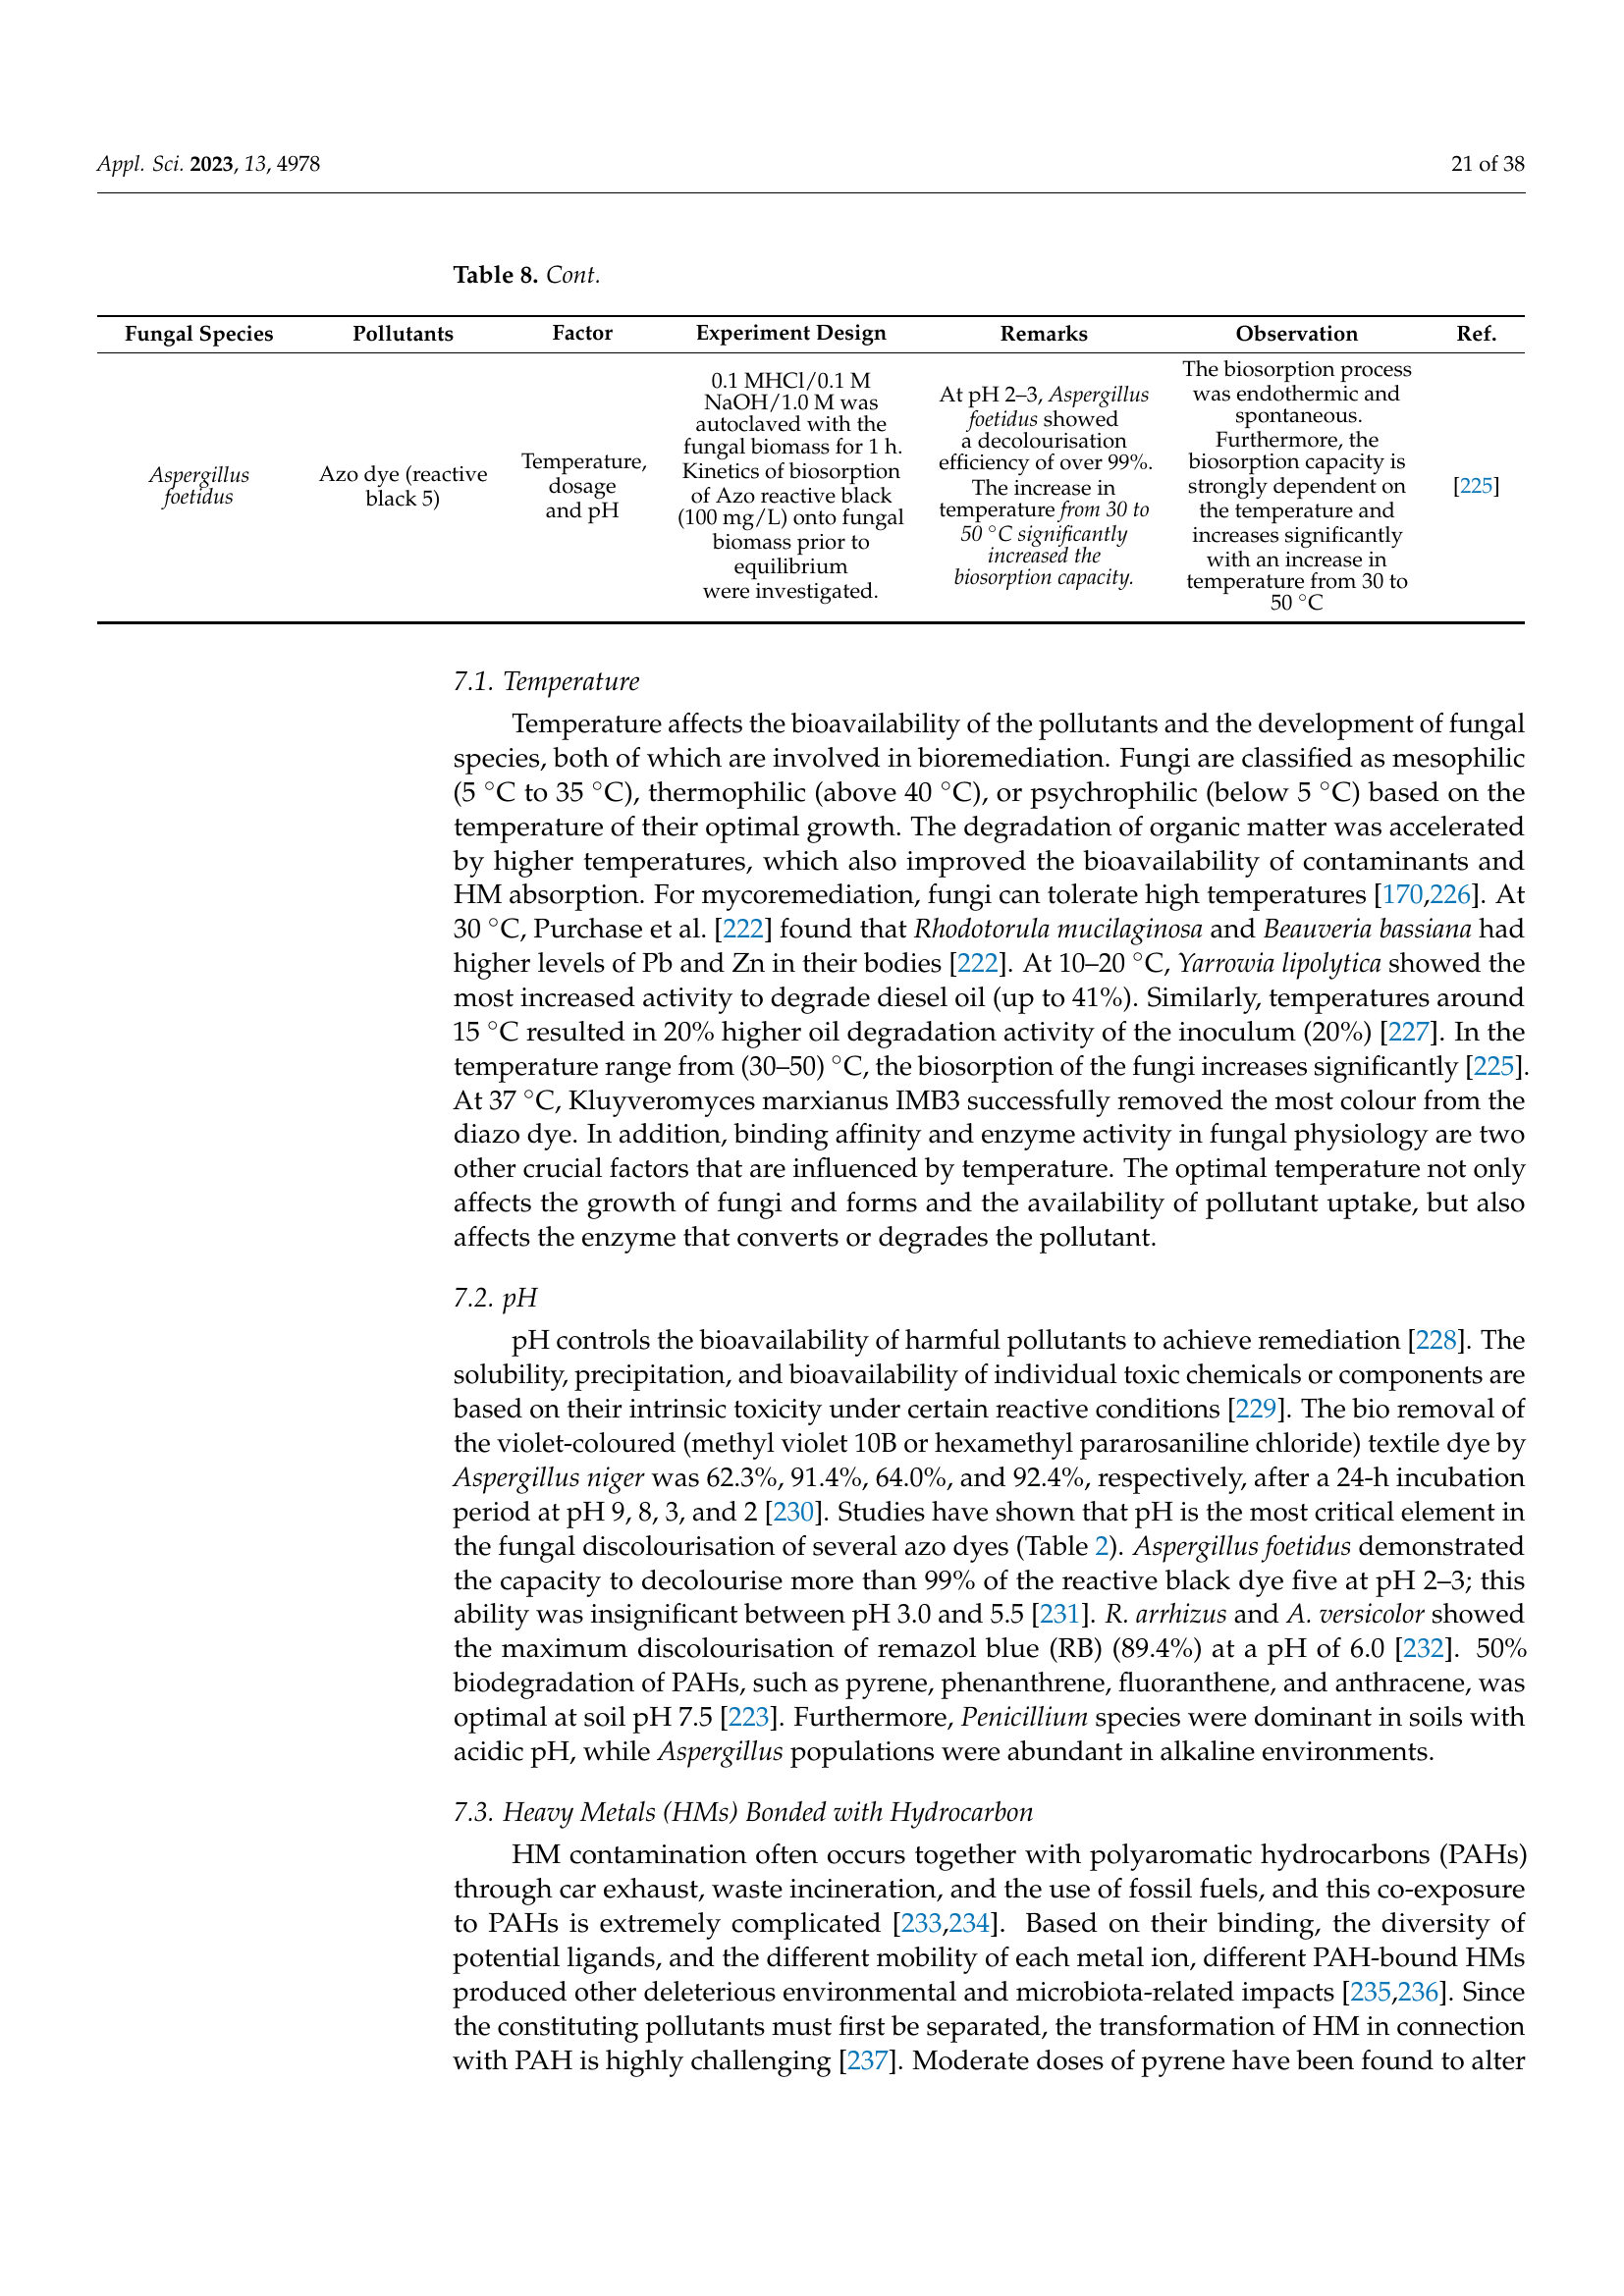 Appl. Sci. 2023, 13, 4978
21 of 38
Table 8. Cont.
Fungal Species
Pollutants
Factor
Experiment Design
Remarks
Observation
Ref.
Aspergillus
foetidus
Azo dye (reactive
black 5)
Temperature,
dosage
and pH
0.1 MHCl/0.1 M
NaOH/1.0 M was
autoclaved with the
fungal biomass for 1 h.
Kinetics of biosorption
of Azo reactive black
(100 mg/L) onto fungal
biomass prior to
equilibrium
were investigated.
At pH 2–3, Aspergillus
foetidus showed
a decolourisation
efficiency of over 99%.
The increase in
temperature from 30 to
50 °C significantly
increased the
biosorption capacity.
The biosorption process
was endothermic and
spontaneous.
Furthermore, the
biosorption capacity is
strongly dependent on
the temperature and
increases significantly
with an increase in
temperature from 30 to
50 °C
[225]
7.1. Temperature
Temperature affects the bioavailability of the pollutants and the development of fungal
species, both of which are involved in bioremediation. Fungi are classified as mesophilic
(5 °C to 35 °C), thermophilic (above 40 °C), or psychrophilic (below 5 °C) based on the
temperature of their optimal growth. The degradation of organic matter was accelerated
by higher temperatures, which also improved the bioavailability of contaminants and
HM absorption. For mycoremediation, fungi can tolerate high temperatures [170,226]. At
30 °C, Purchase et al. [222] found that Rhodotorula mucilaginosa and Beauveria bassiana had
higher levels of Pb and Zn in their bodies [222]. At 10–20 °C, Yarrowia lipolytica showed the
most increased activity to degrade diesel oil (up to 41%). Similarly, temperatures around
15 °C resulted in 20% higher oil degradation activity of the inoculum (20%) [227]. In the
temperature range from (30–50) °C, the biosorption of the fungi increases significantly [225].
At 37 °C, Kluyveromyces marxianus IMB3 successfully removed the most colour from the
diazo dye. In addition, binding affinity and enzyme activity in fungal physiology are two
other crucial factors that are influenced by temperature. The optimal temperature not only
affects the growth of fungi and forms and the availability of pollutant uptake, but also
affects the enzyme that converts or degrades the pollutant.
7.2. pH
pH controls the bioavailability of harmful pollutants to achieve remediation [228]. The
solubility, precipitation, and bioavailability of individual toxic chemicals or components are
based on their intrinsic toxicity under certain reactive conditions [229]. The bio removal of
the violet-coloured (methyl violet 10B or hexamethyl pararosaniline chloride) textile dye by
Aspergillus niger was 62.3%, 91.4%, 64.0%, and 92.4%, respectively, after a 24-h incubation
period at pH 9, 8, 3, and 2 [230]. Studies have shown that pH is the most critical element in
the fungal discolourisation of several azo dyes (Table 2). Aspergillus foetidus demonstrated
the capacity to decolourise more than 99% of the reactive black dye five at pH 2–3; this
ability was insignificant between pH 3.0 and 5.5 [231]. R. arrhizus and A. versicolor showed
the maximum discolourisation of remazol blue (RB) (89.4%) at a pH of 6.0 [232]. 50%
biodegradation of PAHs, such as pyrene, phenanthrene, fluoranthene, and anthracene, was
optimal at soil pH 7.5 [223]. Furthermore, Penicillium species were dominant in soils with
acidic pH, while Aspergillus populations were abundant in alkaline environments.
7.3. Heavy Metals (HMs) Bonded with Hydrocarbon
HM contamination often occurs together with polyaromatic hydrocarbons (PAHs)
through car exhaust, waste incineration, and the use of fossil fuels, and this co-exposure
to PAHs is extremely complicated [233,234]. Based on their binding, the diversity of
potential ligands, and the different mobility of each metal ion, different PAH-bound HMs
produced other deleterious environmental and microbiota-related impacts [235,236]. Since
the constituting pollutants must first be separated, the transformation of HM in connection
with PAH is highly challenging [237]. Moderate doses of pyrene have been found to alter